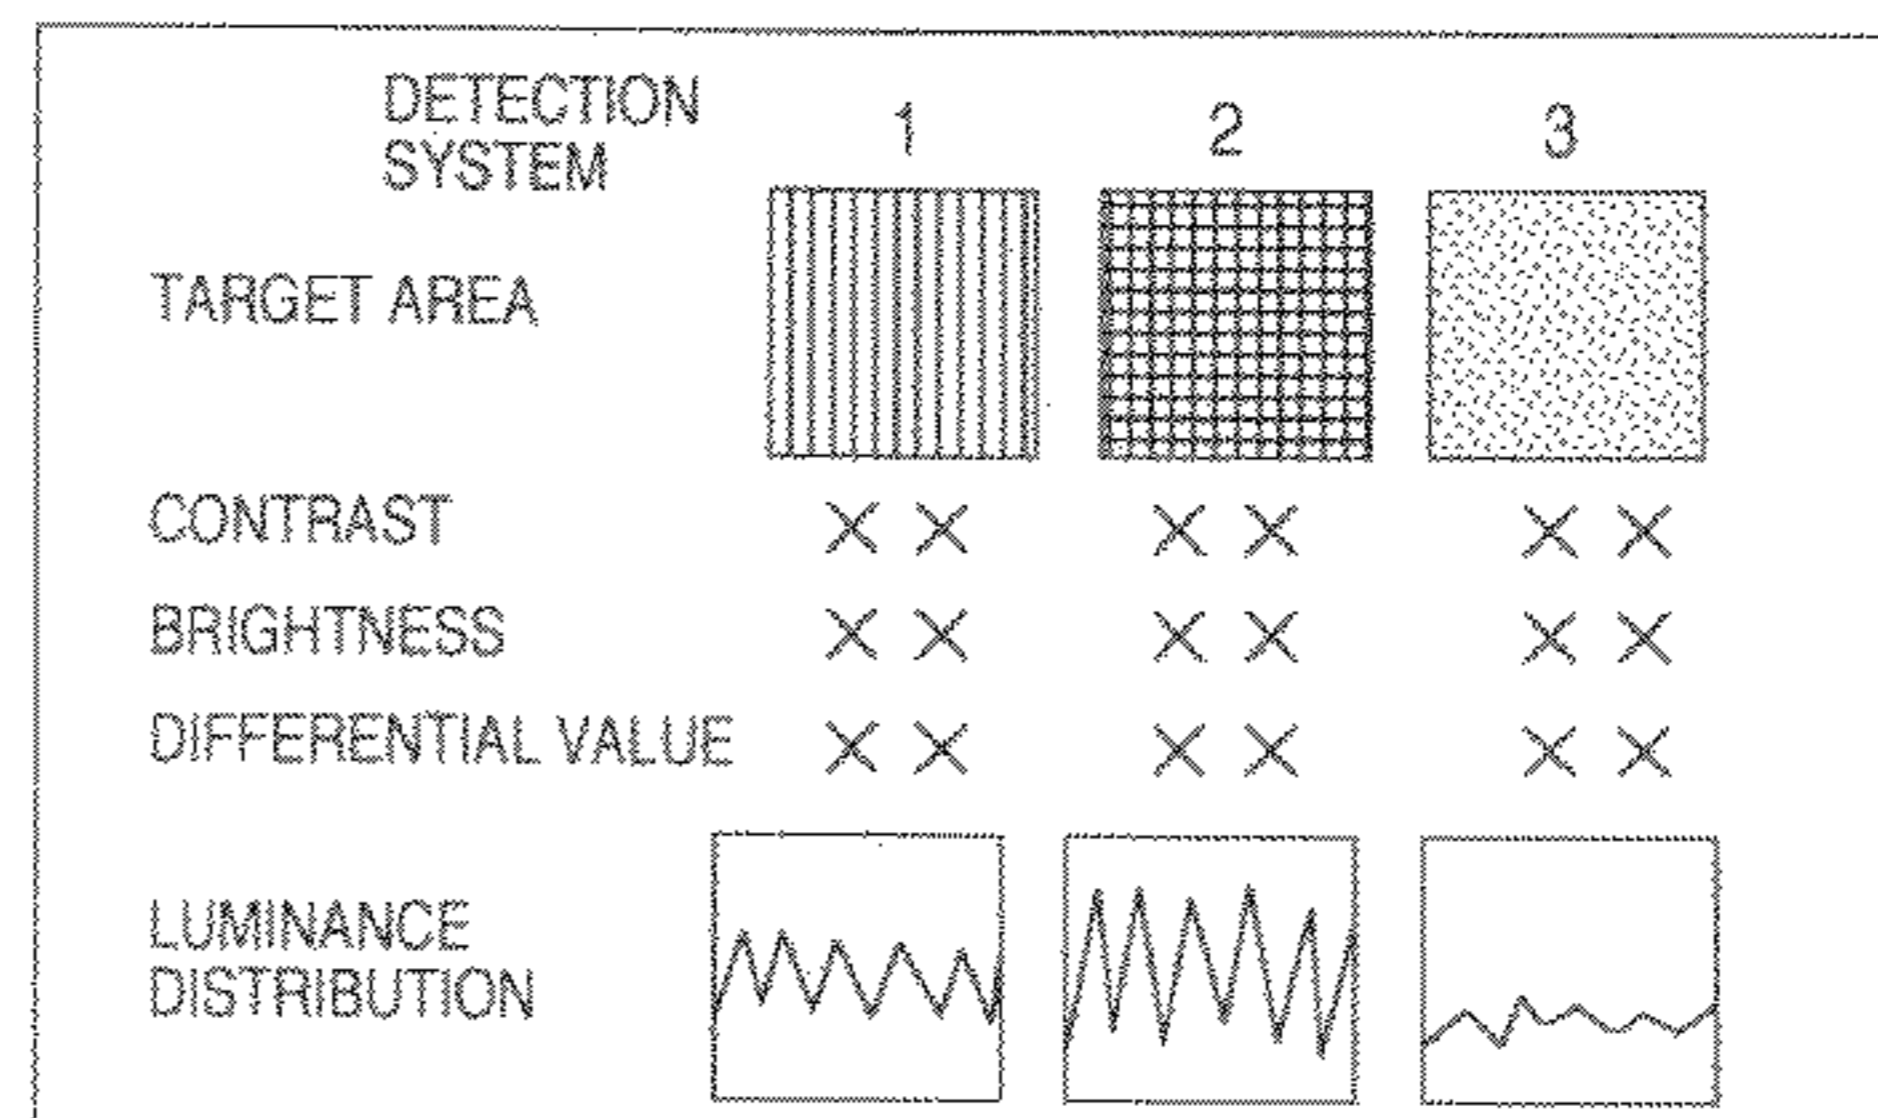 DETECTION
SYSTEM
1 2 3
TARGET AREA
CONTRAST ×× ×× ××
BRIGHTNESS ×× ×× ××
DIFFERENTIAL VALUE ×× ×× ××
LUMINANCE
DISTRIBUTION